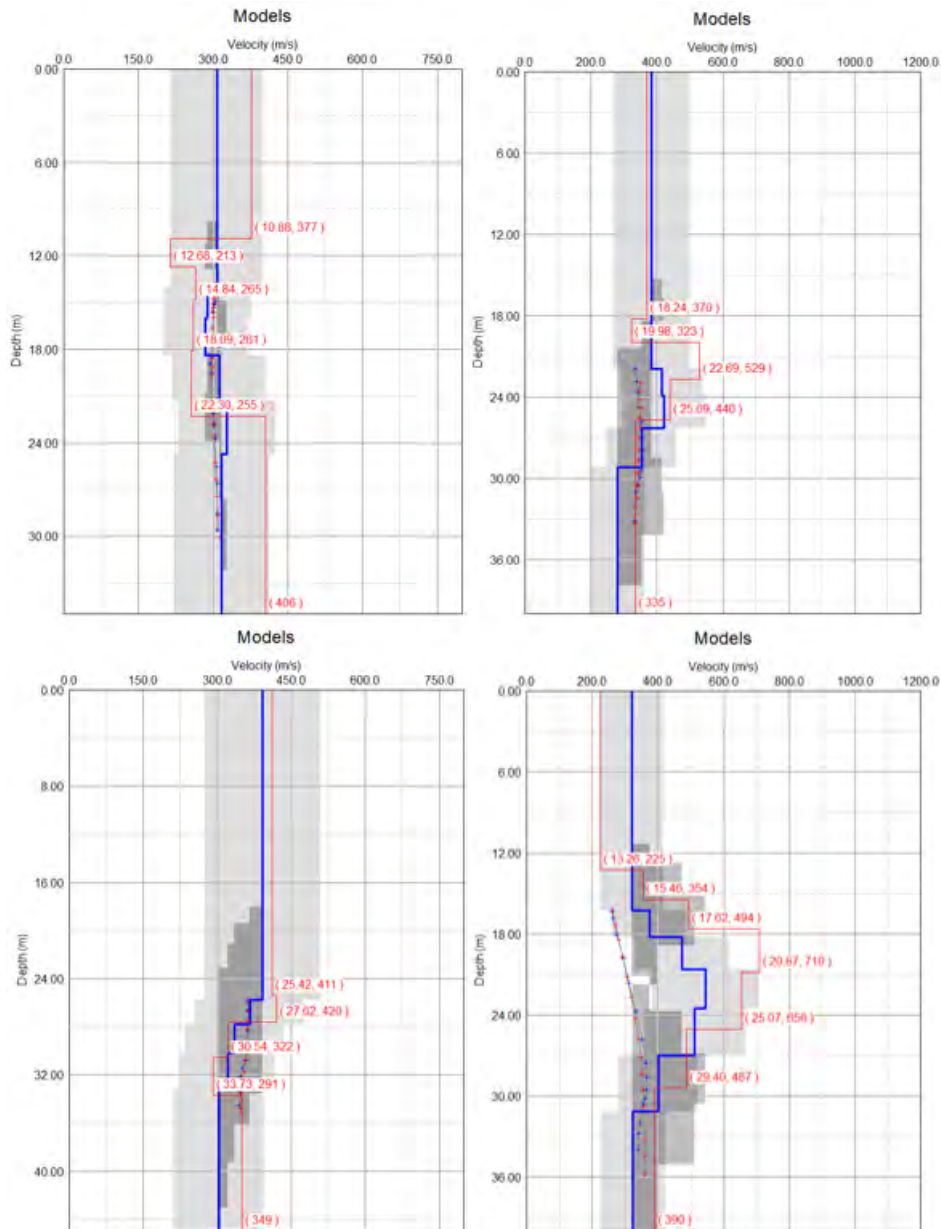 Models
Velocity (m/s)
0.0 150.0 300.0 450.0 600.0 750.0
0.00
6.00
12.00
18.00
24.00
30.00
Depth (m)
( 10.88, 377 )
( 12.68, 213 )
( 14.84, 265 )
( 18.09, 261 )
( 22.30, 255 )
( 406 )
Models
Velocity (m/s)
0.0 200.0 400.0 600.0 800.0 1000.0 1200.0
0.00
6.00
12.00
18.00
24.00
30.00
36.00
Depth (m)
( 18.24, 370 )
( 19.98, 323 )
( 22.69, 529 )
( 335 )
Models
Velocity (m/s)
0.0 150.0 300.0 450.0 600.0 750.0
0.00
8.00
16.00
24.00
32.00
40.00
Depth (m)
( 25.42, 411 )
( 27.62, 420 )
( 30.54, 322 )
( 33.73, 291 )
( 349 )
Models
Velocity (m/s)
0.0 200.0 400.0 600.0 800.0 1000.0 1200.0
0.00
6.00
12.00
18.00
24.00
30.00
36.00
Depth (m)
( 13.26, 225 )
( 15.46, 354 )
( 17.62, 494 )
( 20.87, 710 )
( 25.07, 656 )
( 29.40, 487 )
( 390 )